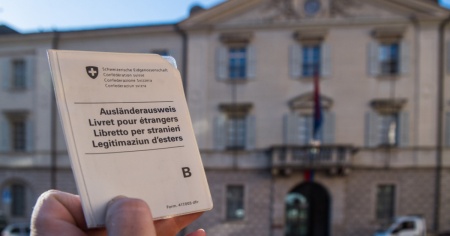 Schweizerische Eidgenossenschaft
Confédération suisse
Confederazione Svizzera
Confederaziun svizra
Ausländerausweis
Livret pour étrangers
Libretto per stranieri
Legitimaziun d'esters
B